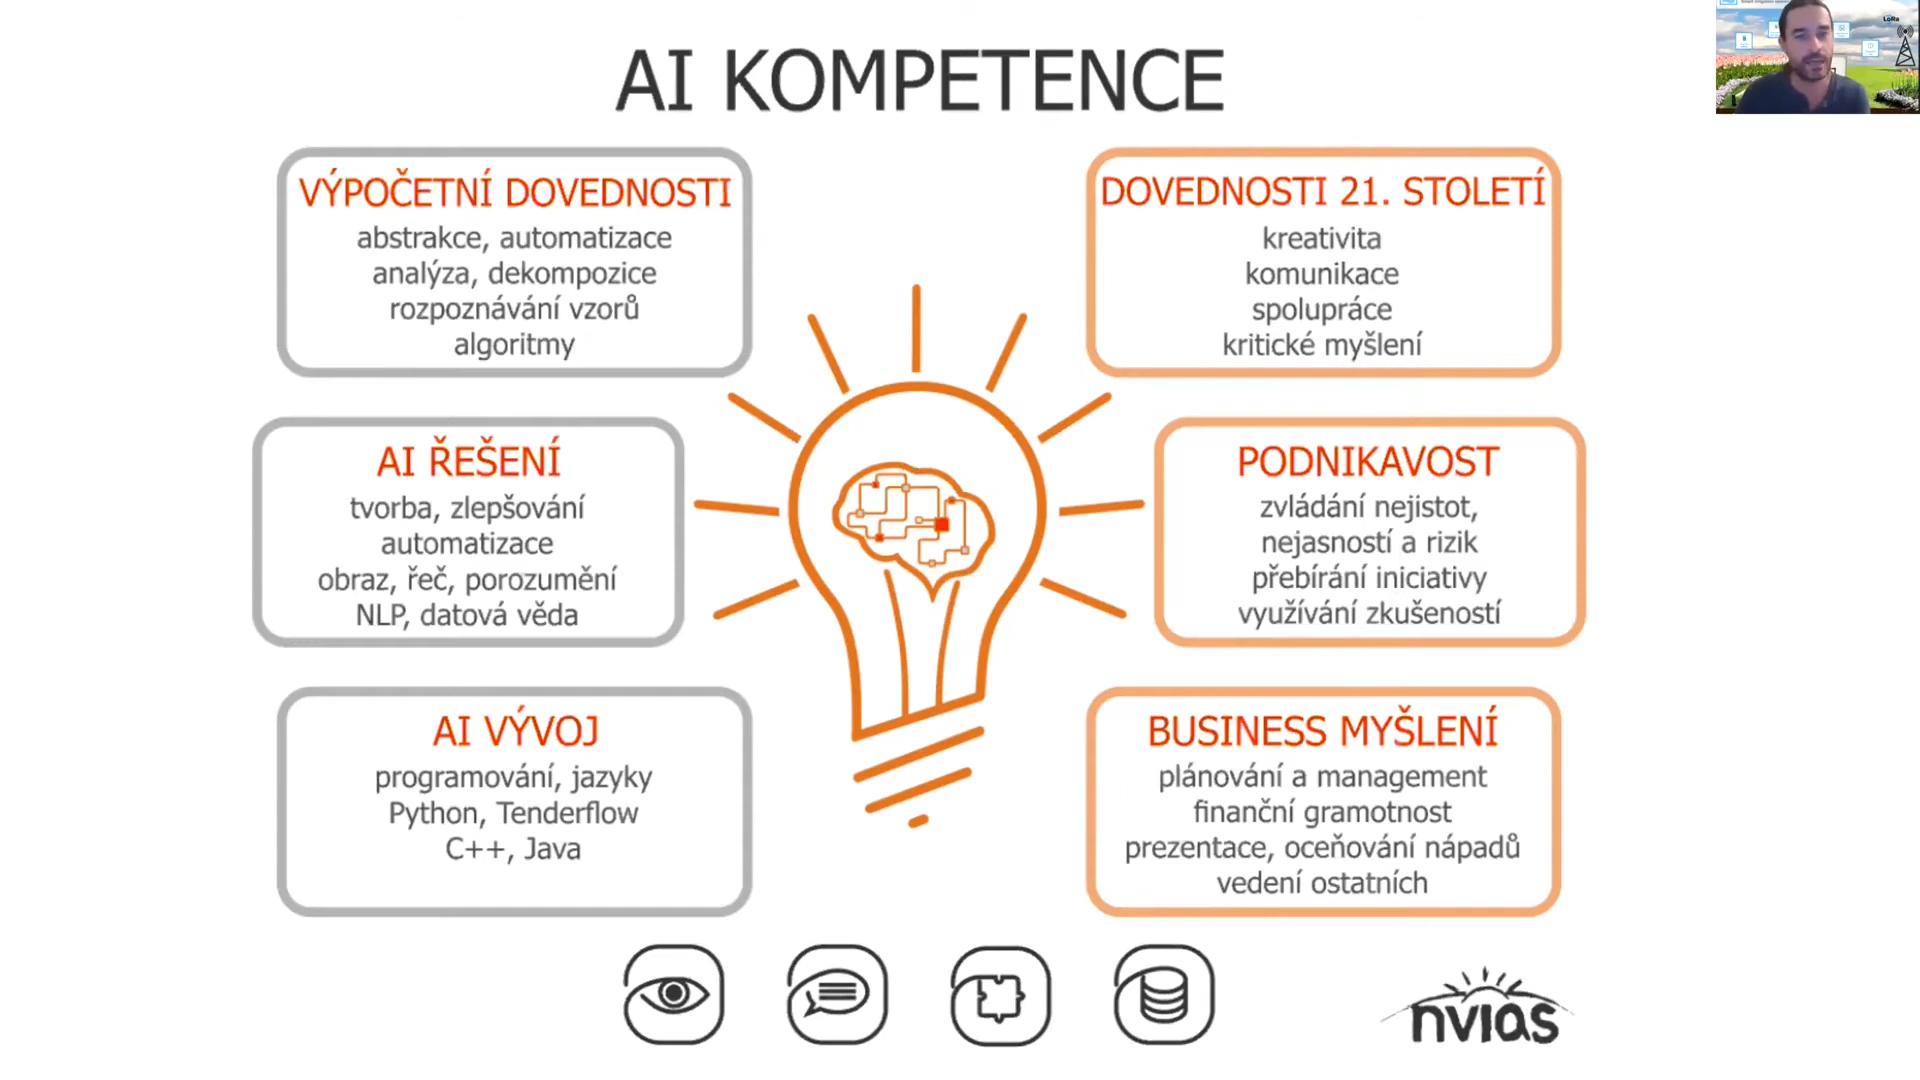 AI KOMPETENCE
VÝPOČETNÍ DOVEDNOSTI
abstrakce, automatizace
analýza, dekompozice
rozpoznávání vzorů
algoritmy
AI ŘEŠENÍ
tvorba, zlepšování
automatizace
obraz, řeč, porozumění
NLP, datová věda
AI VÝVOJ
programování, jazyky
Python, Tenderflow
C++, Java
DOVEDNOSTI 21. STOLETÍ
kreativita
komunikace
spolupráce
kritické myšlení
PODNIKAVOST
zvládání nejistot,
nejasností a rizik
přebírání iniciativy
využívání zkušeností
BUSINESS MYŠLENÍ
plánování a management
finanční gramotnost
prezentace, oceňování nápadů
vedení ostatních
nvias
LoRa